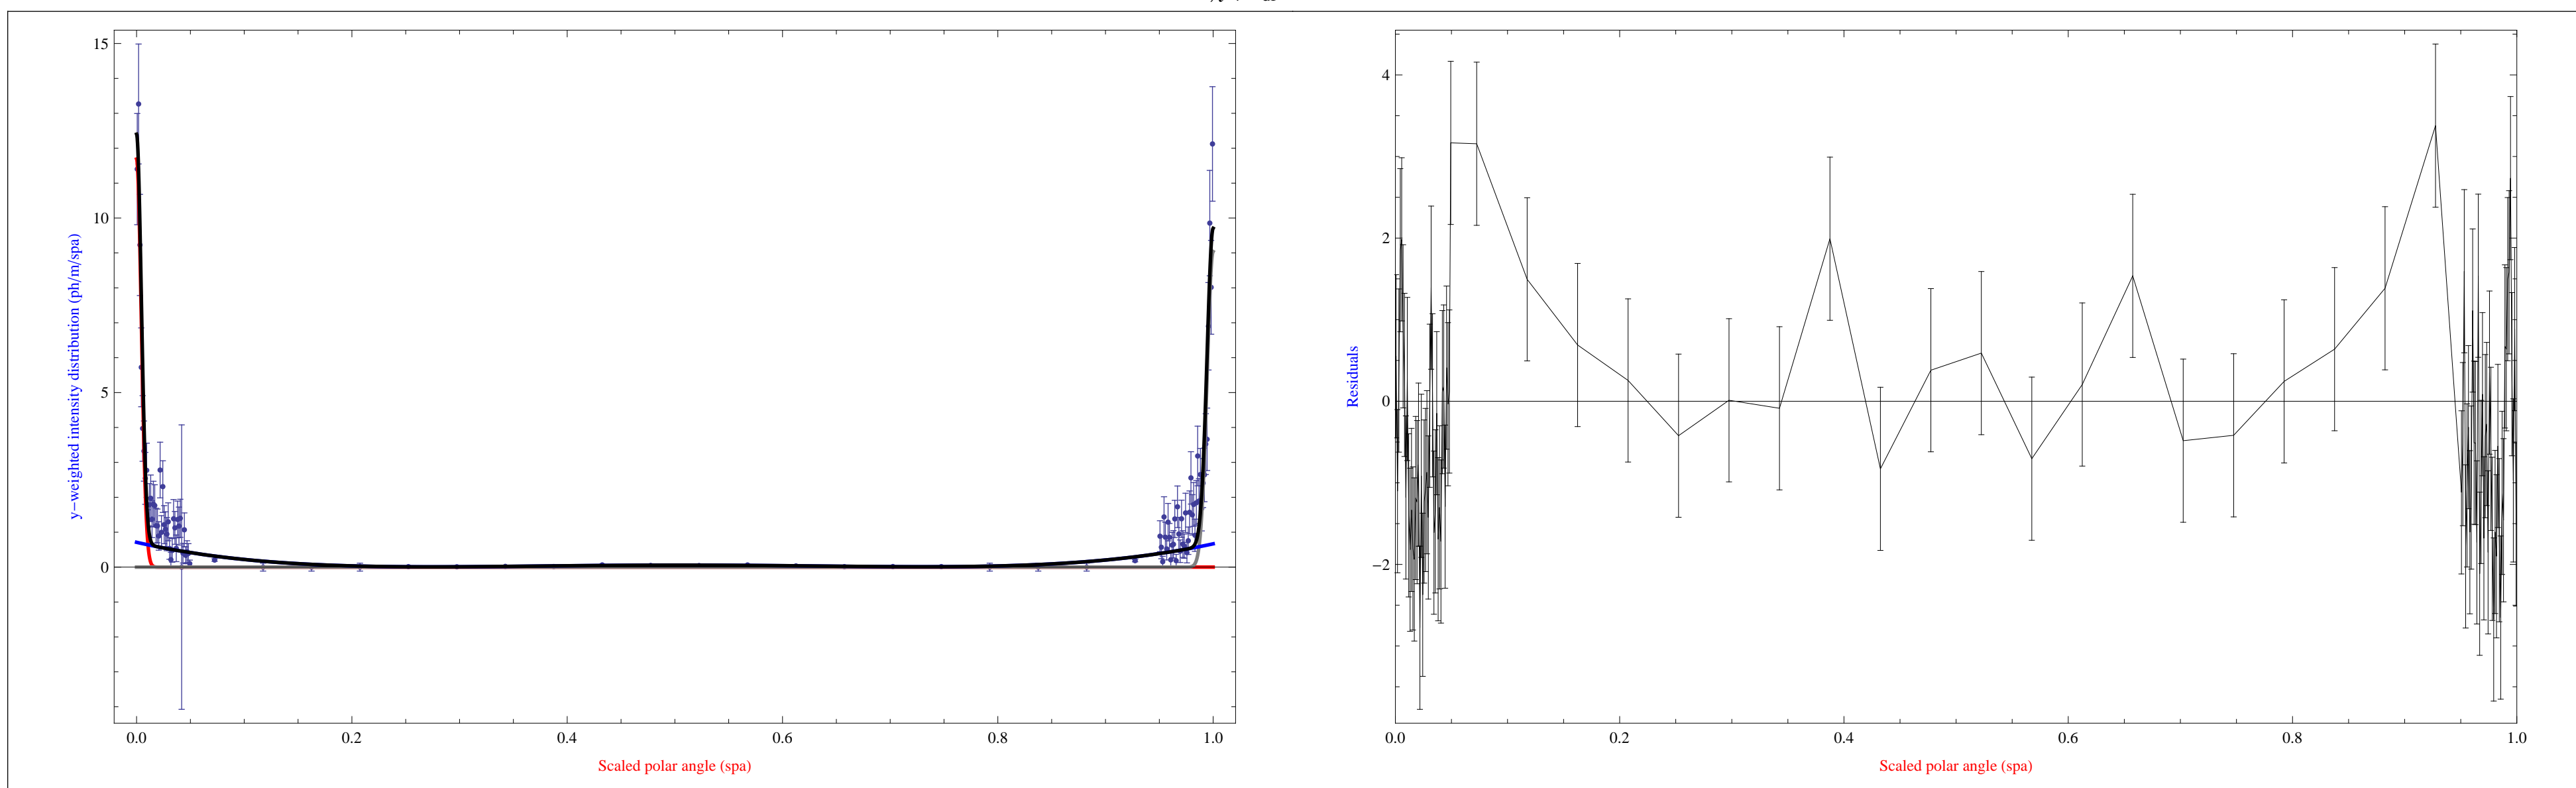 15
10
5
0
y−weighted intensity distribution (ph/m/spa)
0.0 0.2 0.4 0.6 0.8 1.0
Scaled polar angle (spa)
4
2
0
−2
Residuals
0.0 0.2 0.4 0.6 0.8 1.0
Scaled polar angle (spa)